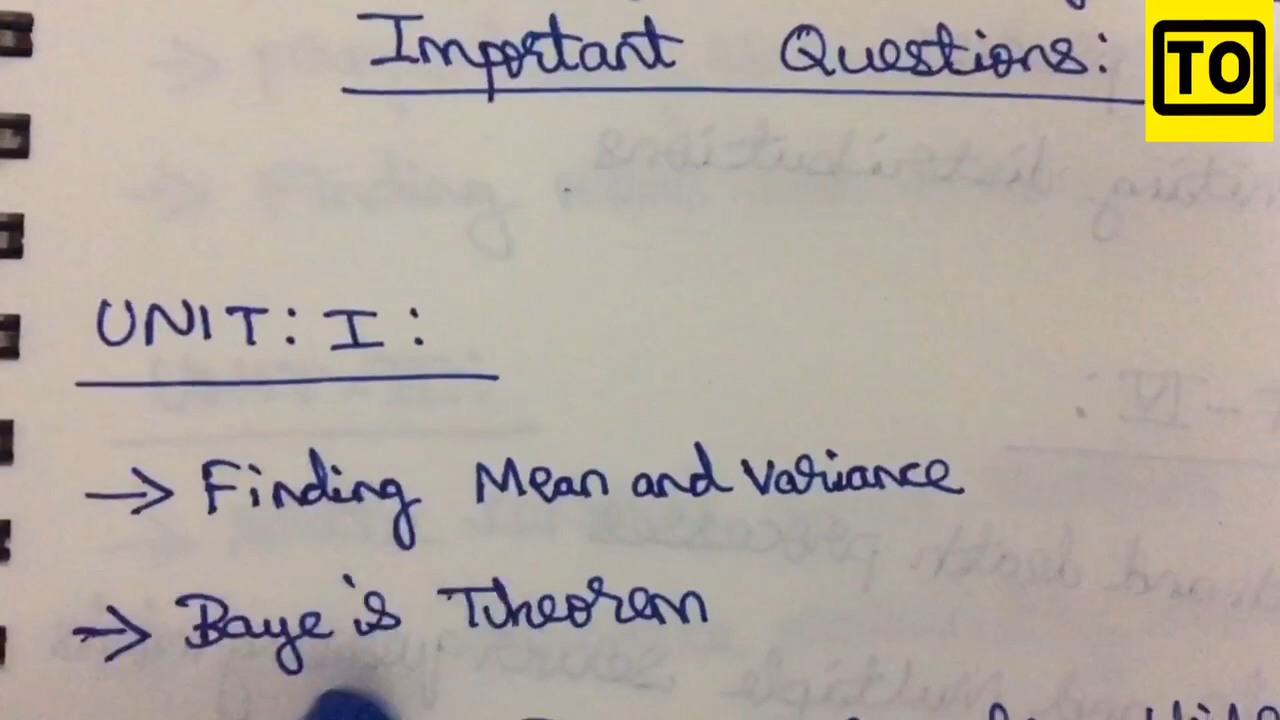 Important Questions:
TO
UNIT: I:
→ Finding Mean and Variance
→ Baye's Theorem